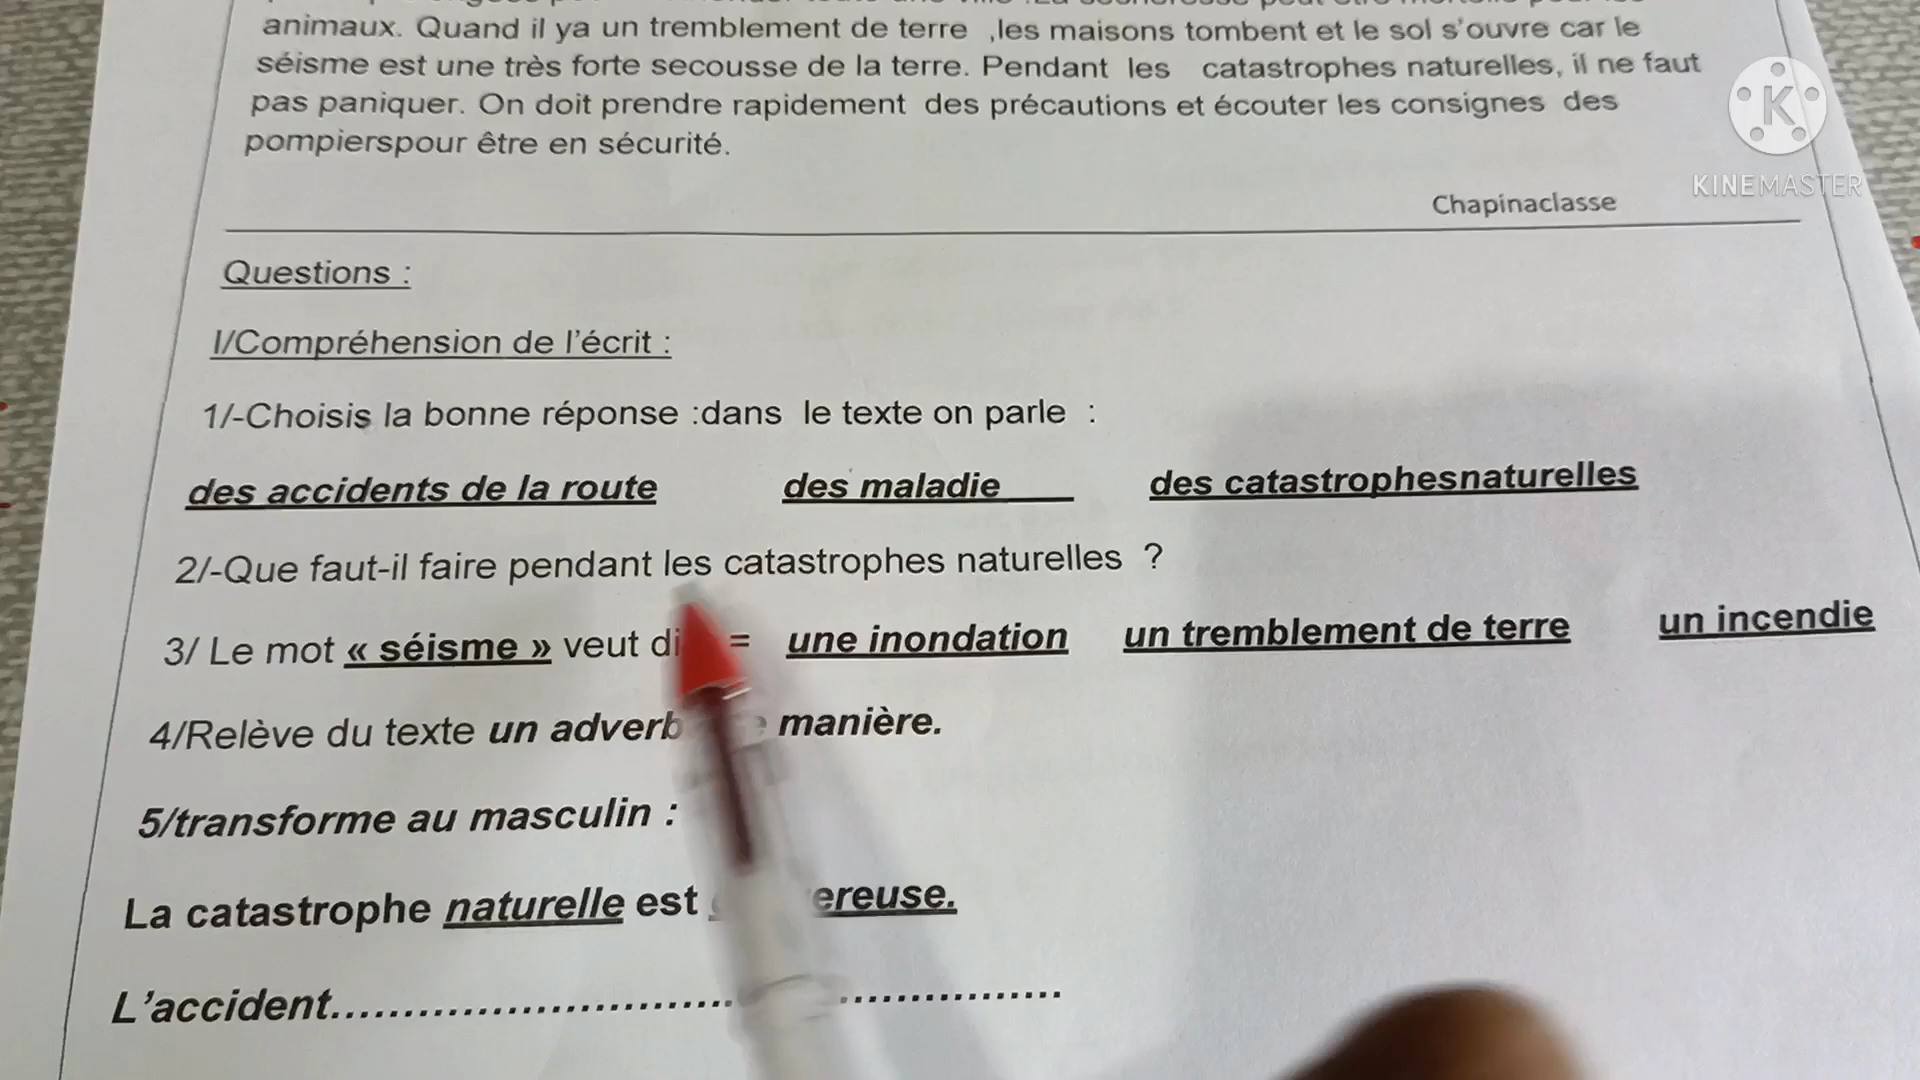 animaux. Quand il ya un tremblement de terre ,les maisons tombent et le sol s'ouvre car le
séisme est une très forte secousse de la terre. Pendant les catastrophes naturelles, il ne faut
pas paniquer. On doit prendre rapidement des précautions et écouter les consignes des
pompierspour être en sécurité.
KINEMASTER
Chapinaclasse
Questions :
I/Compréhension de l'écrit :
1/-Choisis la bonne réponse :dans le texte on parle :
des accidents de la route des maladie____ des catastrophesnaturelles
2/-Que faut-il faire pendant les catastrophes naturelles ?
3/ Le mot « séisme » veut = une inondation un tremblement de terre un incendie
4/Relève du texte un manière.
5/transforme au masculin :
La catastrophe naturelle est
L'accident..........................................